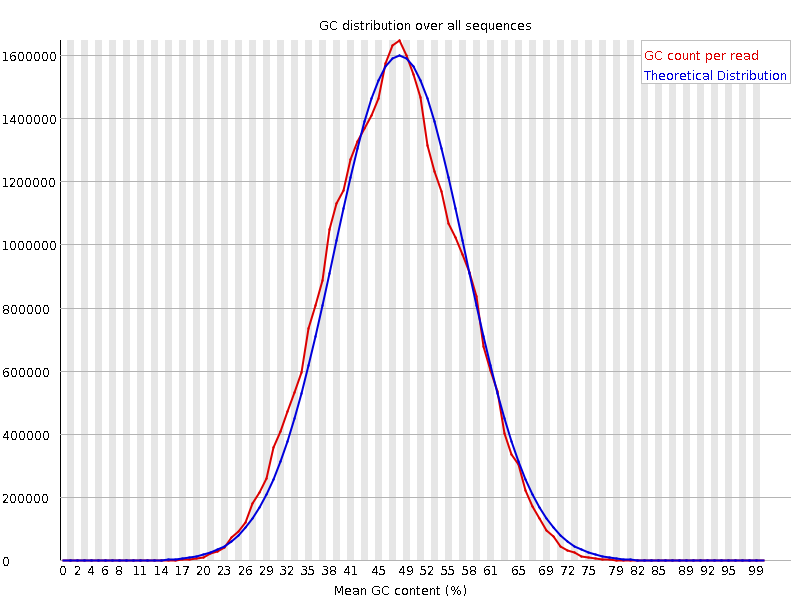 GC distribution over all sequences
GC count per read
Theoretical Distribution
1600000
1400000
1200000
1000000
800000
600000
400000
200000
0
0 2 4 6 8 11 14 17 20 23 26 29 32 35 38 41 45 49 52 55 58 61 65 69 72 75 79 82 85 89 92 95 99
Mean GC content (%)